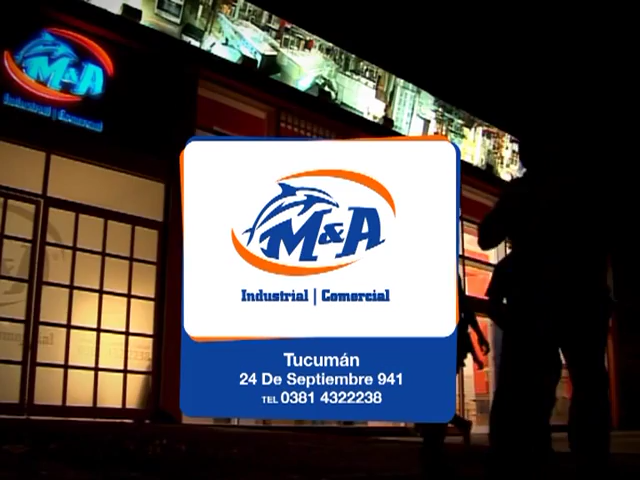 M&A
Industrial | Comercial
M&A
Industrial | Comercial
Tucumán
24 De Septiembre 941
TEL 0381 4322238